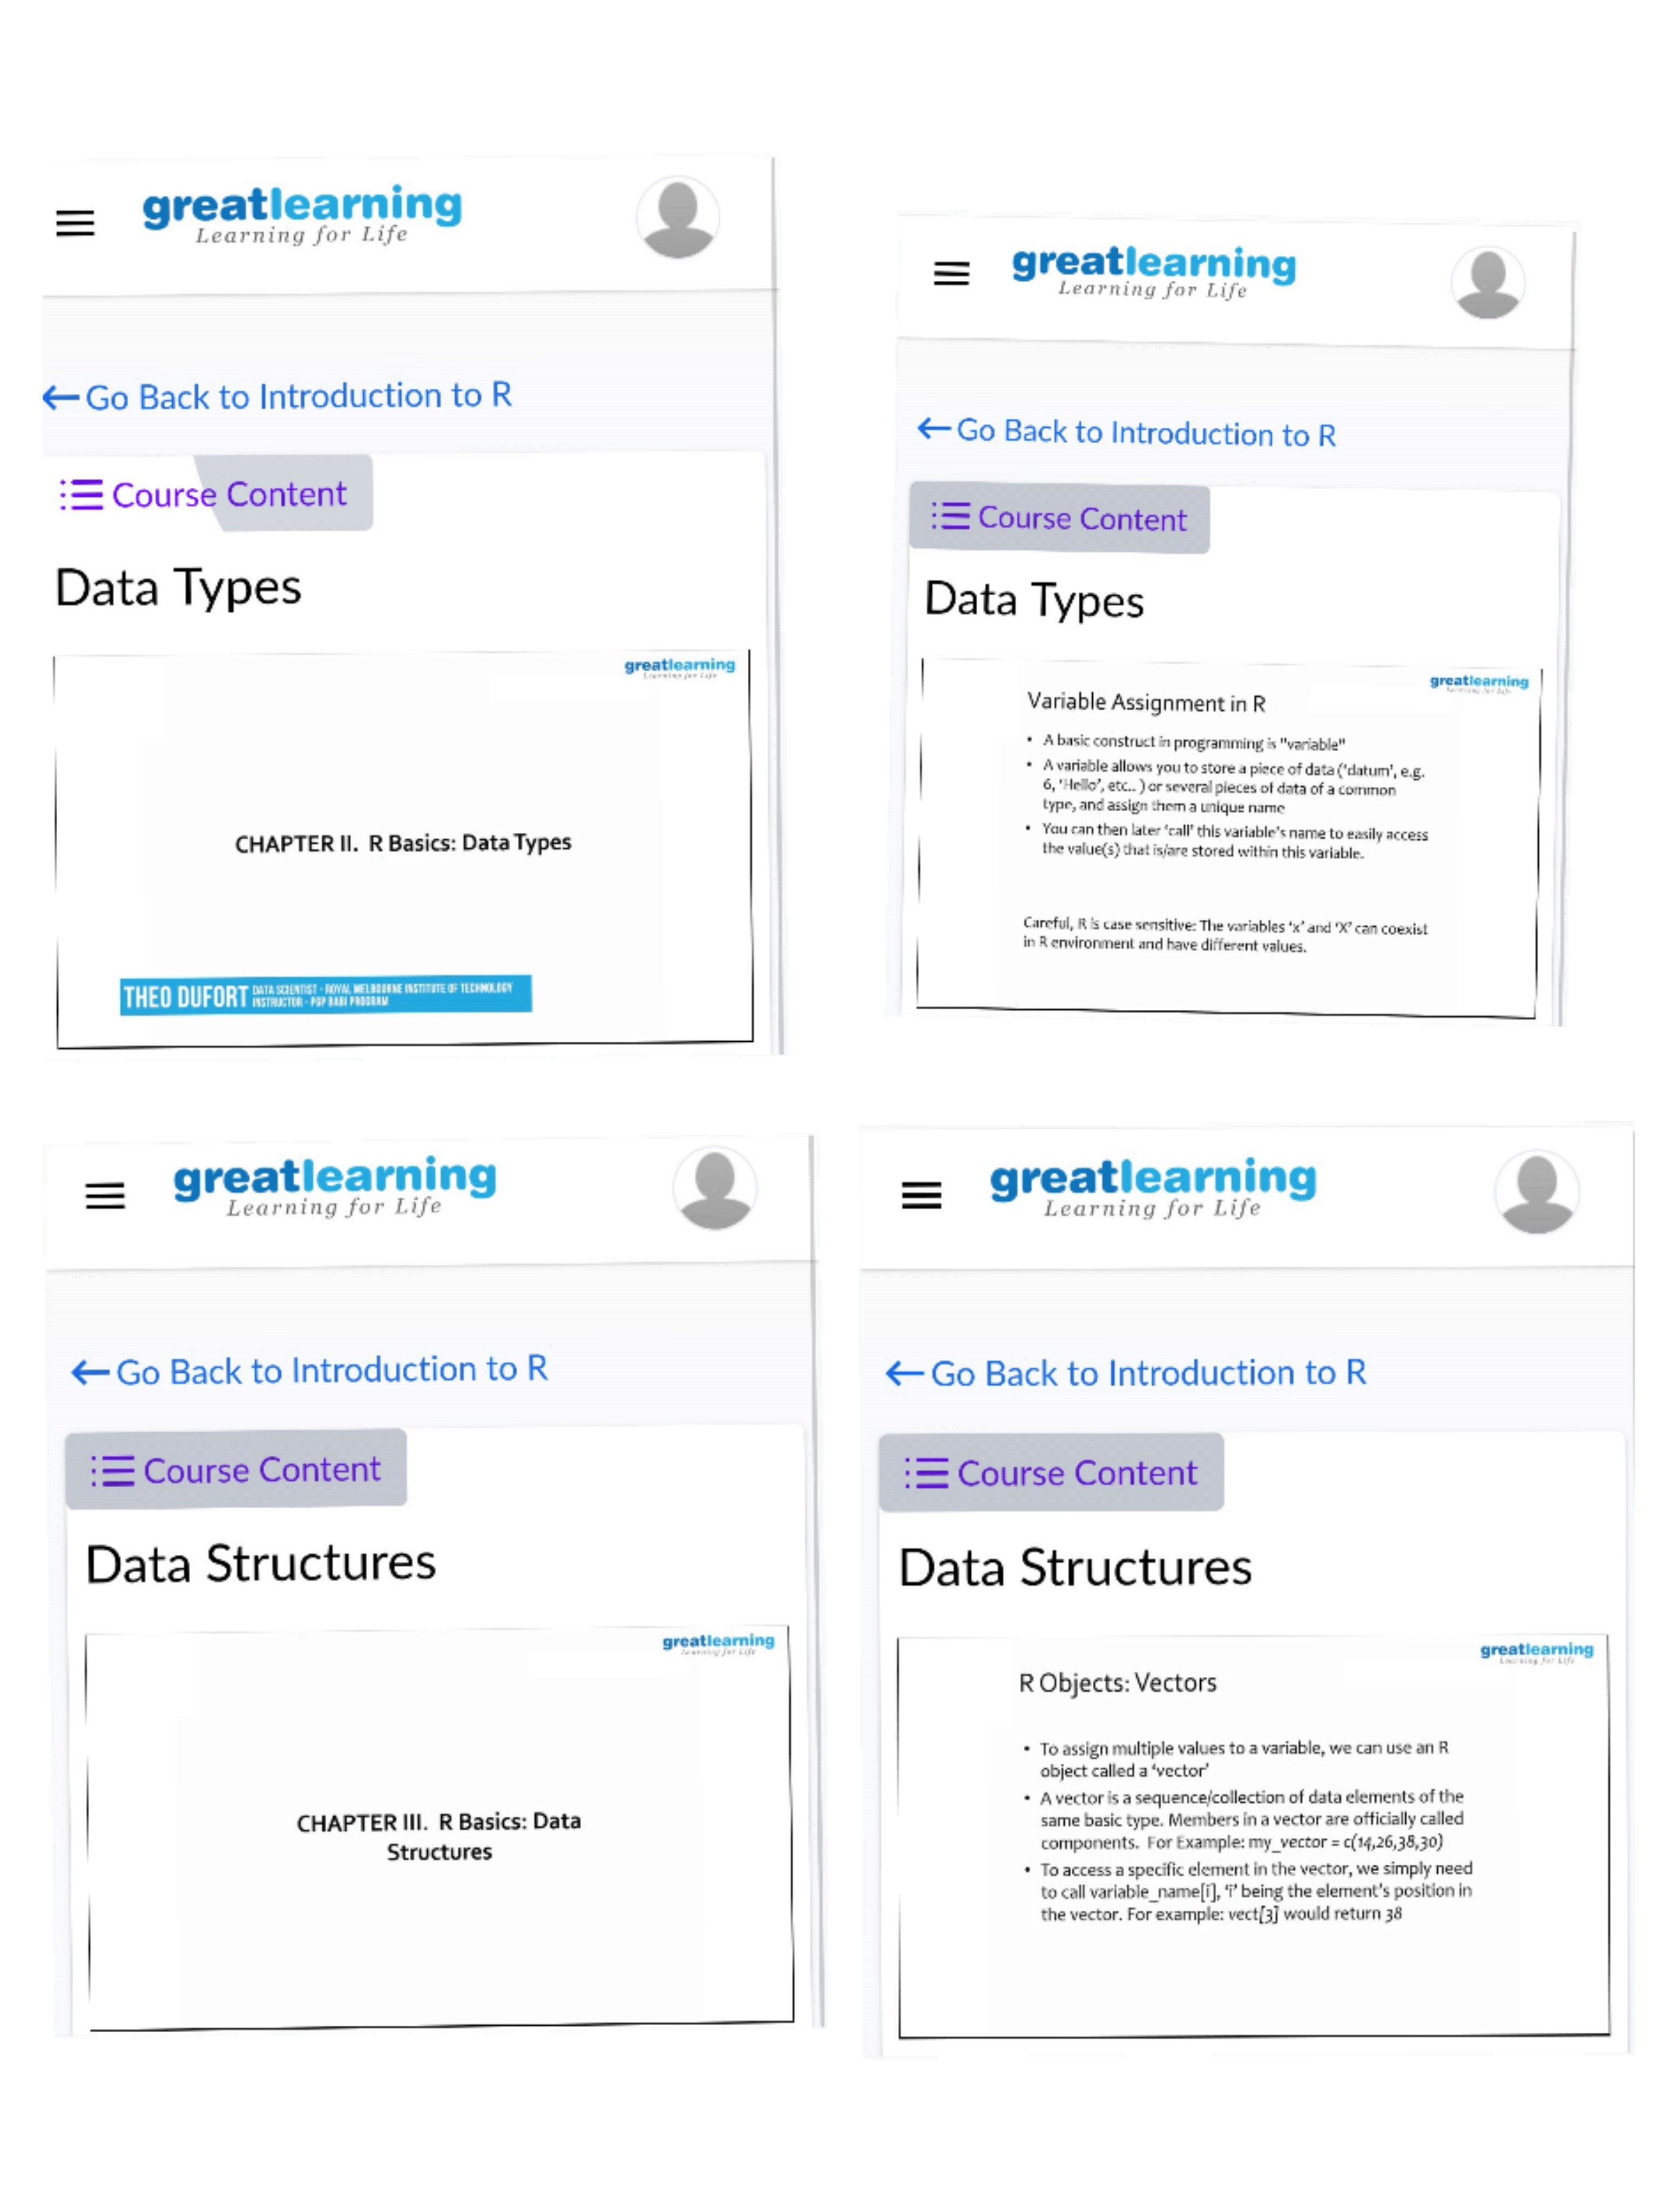 greatlearning
Learning for Life
← Go Back to Introduction to R
Course Content
Data Types
greatlearning
Learning for Life
CHAPTER II. R Basics: Data Types
THEO DUFORT DATA SCIENTIST - ROYAL MELBOURNE INSTITUTE OF TECHNOLOGY
INSTRUCTOR - PGP BABI PROGRAM
greatlearning
Learning for Life
← Go Back to Introduction to R
Course Content
Data Types
greatlearning
Learning for Life
Variable Assignment in R
• A basic construct in programming is "variable"
• A variable allows you to store a piece of data ('datum', e.g.
6, 'Hello', etc.. ) or several pieces of data of a common
type, and assign them a unique name
• You can then later 'call' this variable's name to easily access
the value(s) that is/are stored within this variable.
Careful, R is case sensitive: The variables 'x' and 'X' can coexist
in R environment and have different values.
greatlearning
Learning for Life
← Go Back to Introduction to R
Course Content
Data Structures
greatlearning
Learning for Life
CHAPTER III. R Basics: Data
Structures
greatlearning
Learning for Life
← Go Back to Introduction to R
Course Content
Data Structures
greatlearning
Learning for Life
R Objects: Vectors
• To assign multiple values to a variable, we can use an R
object called a 'vector'
• A vector is a sequence/collection of data elements of the
same basic type. Members in a vector are officially called
components. For Example: my_vector = c(14,26,38,30)
• To access a specific element in the vector, we simply need
to call variable_name[i], 'i' being the element's position in
the vector. For example: vect[3] would return 38